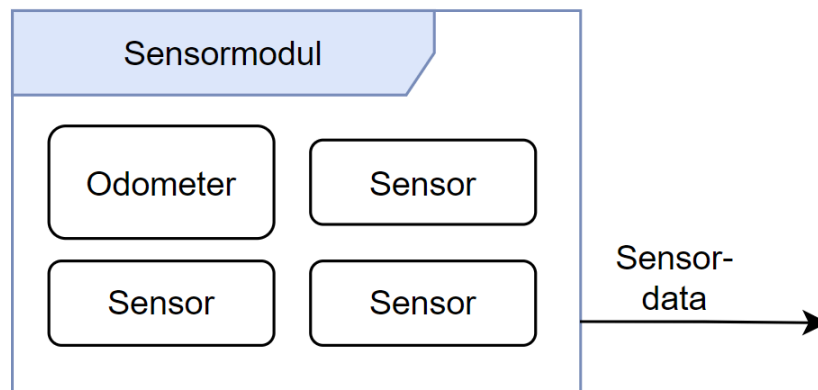 Sensormodul
Odometer
Sensor
Sensor
Sensor
Sensor-
data